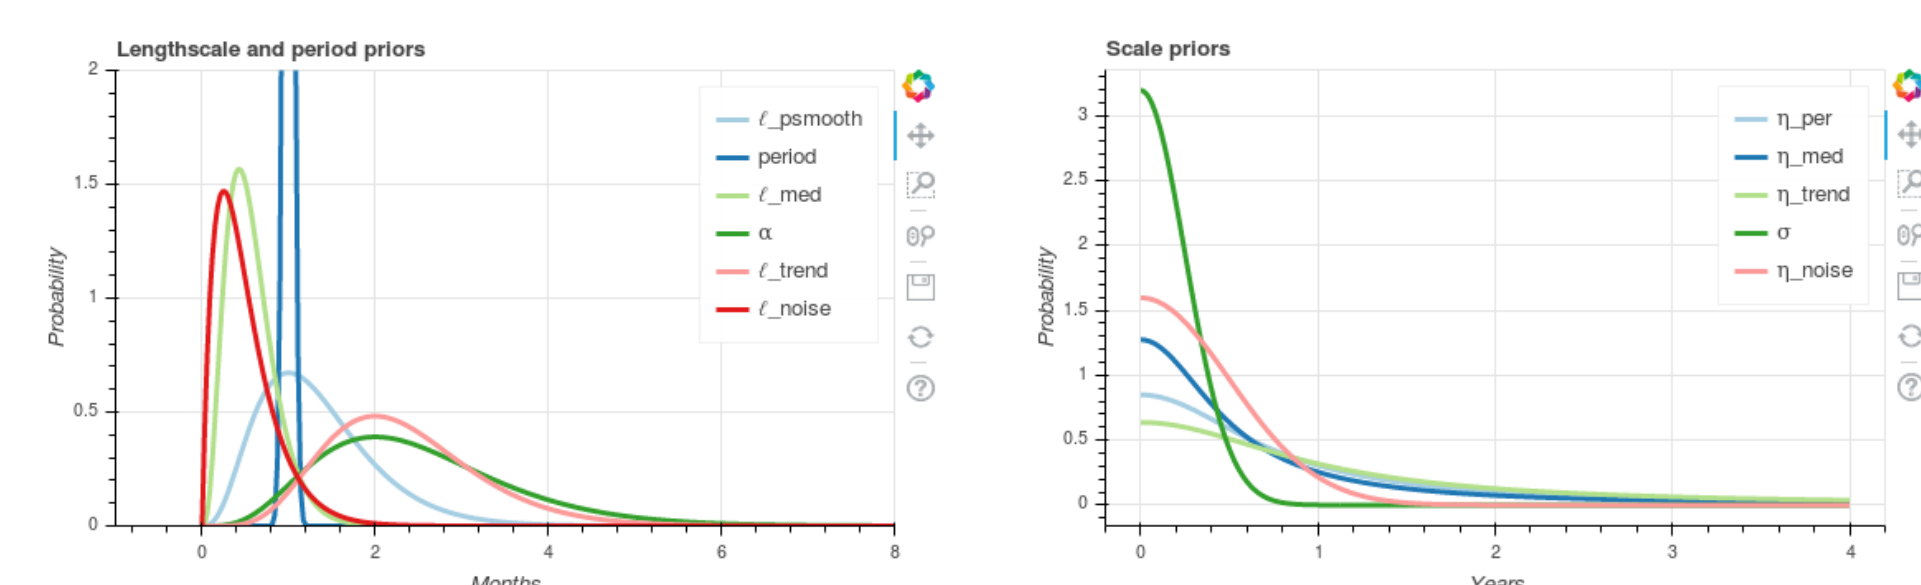 Lengthscale and period priors
2
1.5
1
0.5
0
Probability
0 2 4 6 8
Months
ℓ_psmooth
period
ℓ_med
α
ℓ_trend
ℓ_noise
Scale priors
3
2.5
2
1.5
1
0.5
0
Probability
0 1 2 3 4
Years
η_per
η_med
η_trend
σ
η_noise